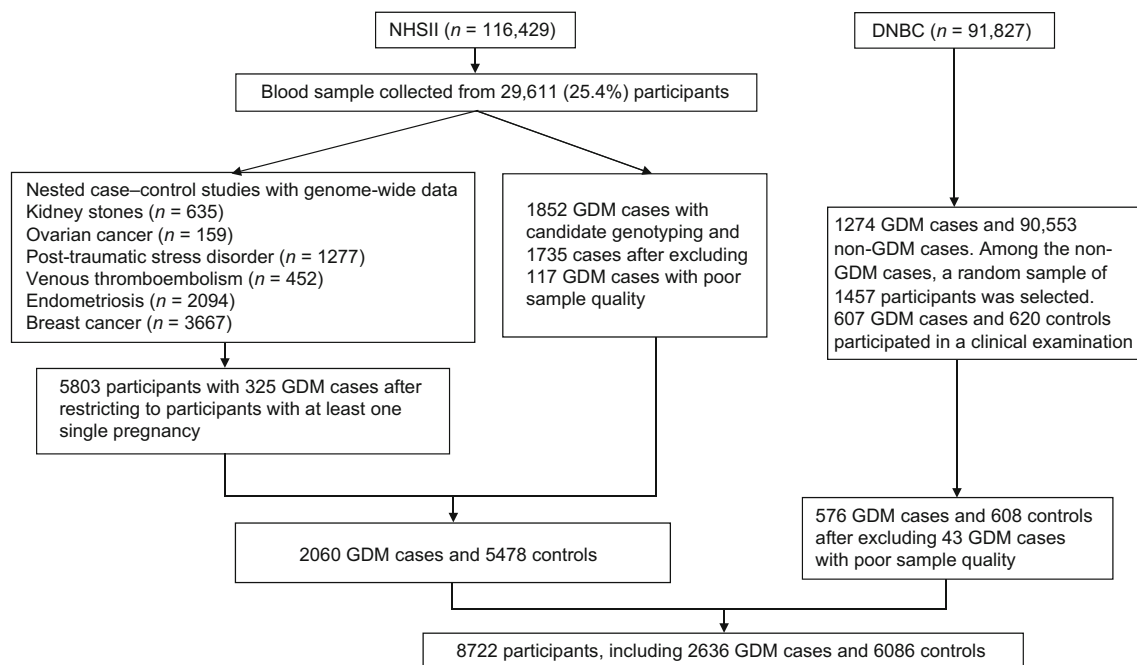 NHSII (n = 116,429)
DNBC (n = 91,827)
Blood sample collected from 29,611 (25.4%) participants
Nested case–control studies with genome-wide data
Kidney stones (n = 635)
Ovarian cancer (n = 159)
Post-traumatic stress disorder (n = 1277)
Venous thromboembolism (n = 452)
Endometriosis (n = 2094)
Breast cancer (n = 3667)
1852 GDM cases with
candidate genotyping and
1735 cases after excluding
117 GDM cases with poor
sample quality
1274 GDM cases and 90,553
non-GDM cases. Among the non-
GDM cases, a random sample of
1457 participants was selected.
607 GDM cases and 620 controls
participated in a clinical examination
5803 participants with 325 GDM cases after
restricting to participants with at least one
single pregnancy
2060 GDM cases and 5478 controls
576 GDM cases and 608 controls
after excluding 43 GDM cases
with poor sample quality
8722 participants, including 2636 GDM cases and 6086 controls